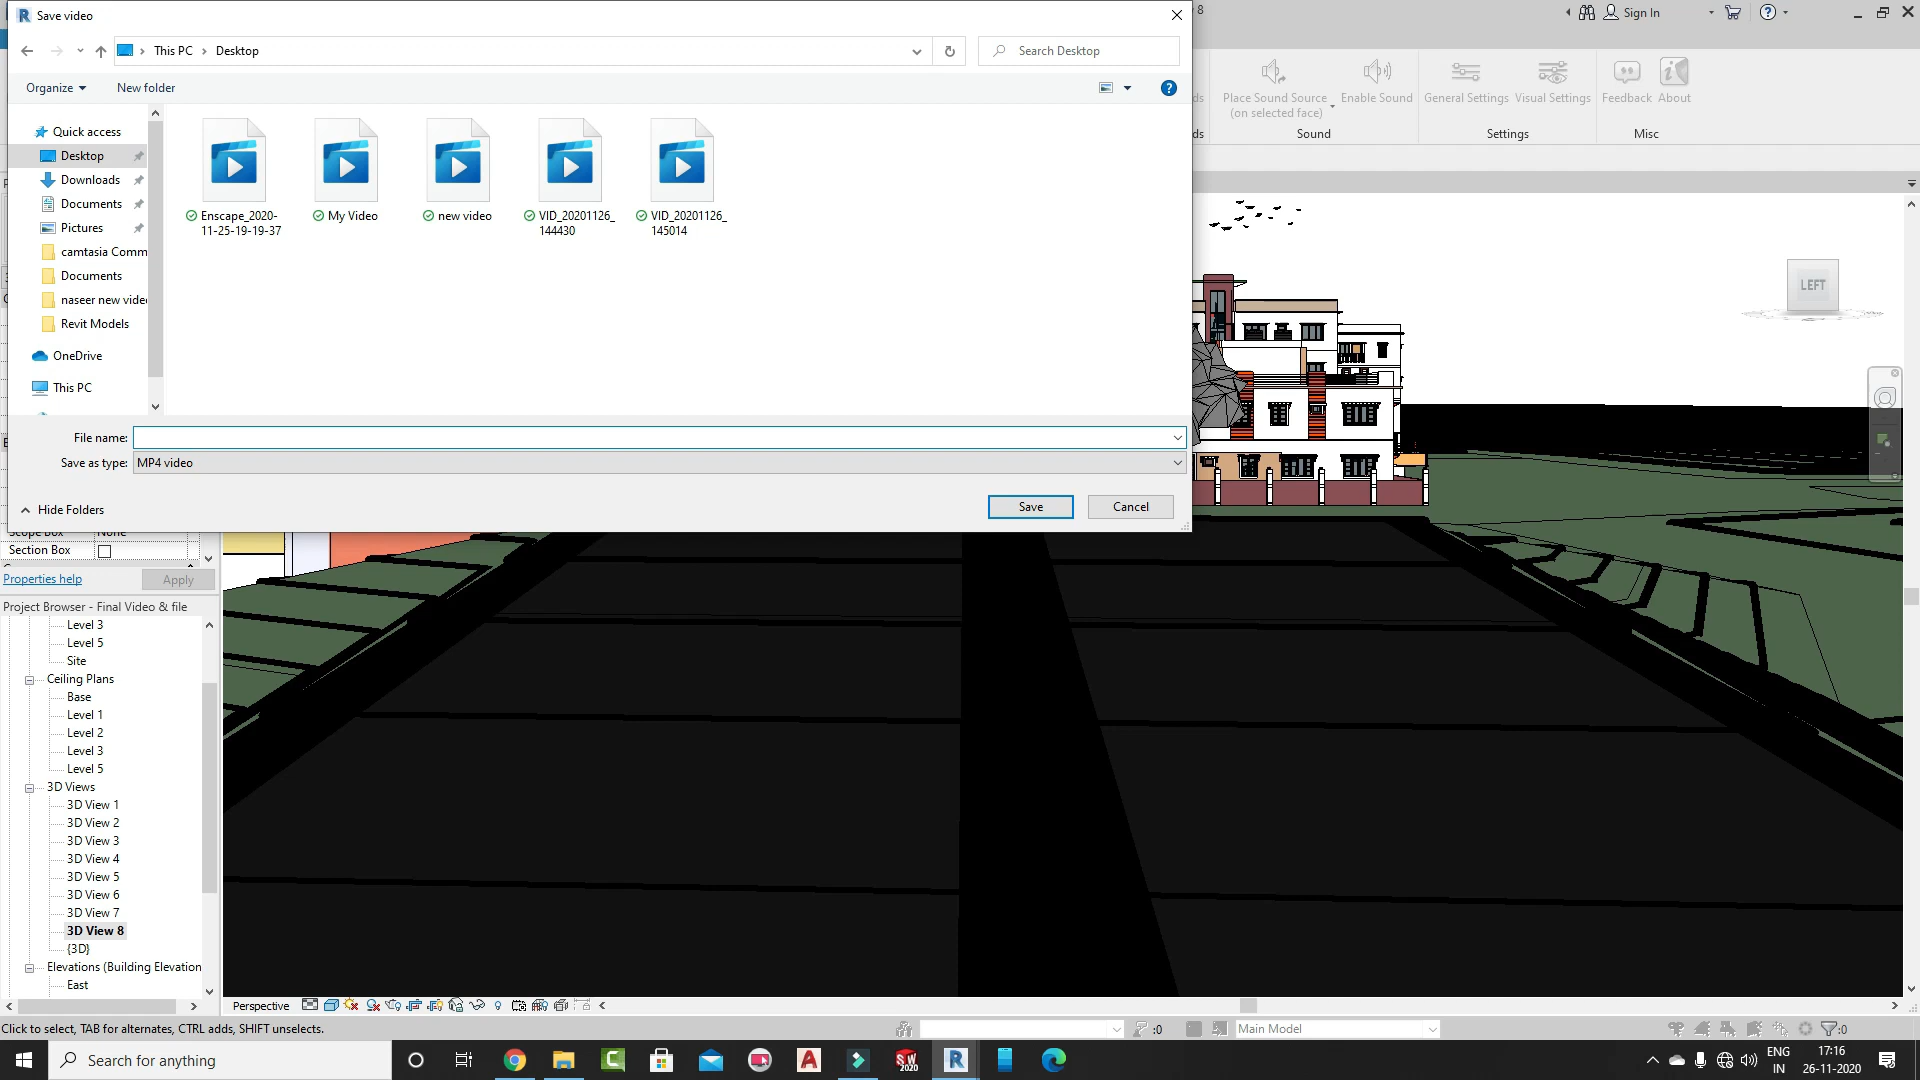 Save video
8
Sign In
This PC
Desktop
Search Desktop
Organize
New folder
Place Sound Source
(on selected face)
Enable Sound
General Settings
Visual Settings
Feedback
About
Sound
Settings
Misc
Quick access
Desktop
Downloads
Documents
Pictures
camtasia Comm
Documents
naseer new vide
Revit Models
OneDrive
This PC
Enscape_2020-
11-25-19-19-37
My Video
new video
VID_20201126_
144430
VID_20201126_
145014
LEFT
File name:
Save as type:
MP4 video
Hide Folders
Save
Cancel
Section Box
Properties help
Apply
Project Browser - Final Video & file
Level 3
Level 5
Site
Ceiling Plans
Base
Level 1
Level 2
Level 3
Level 5
3D Views
3D View 1
3D View 2
3D View 3
3D View 4
3D View 5
3D View 6
3D View 7
3D View 8
{3D}
Elevations (Building Elevation
East
Perspective
Click to select, TAB for alternates, CTRL adds, SHIFT unselects.
:0
Main Model
:0
Search for anything
SW
2020
ENG
IN
17:16
26-11-2020